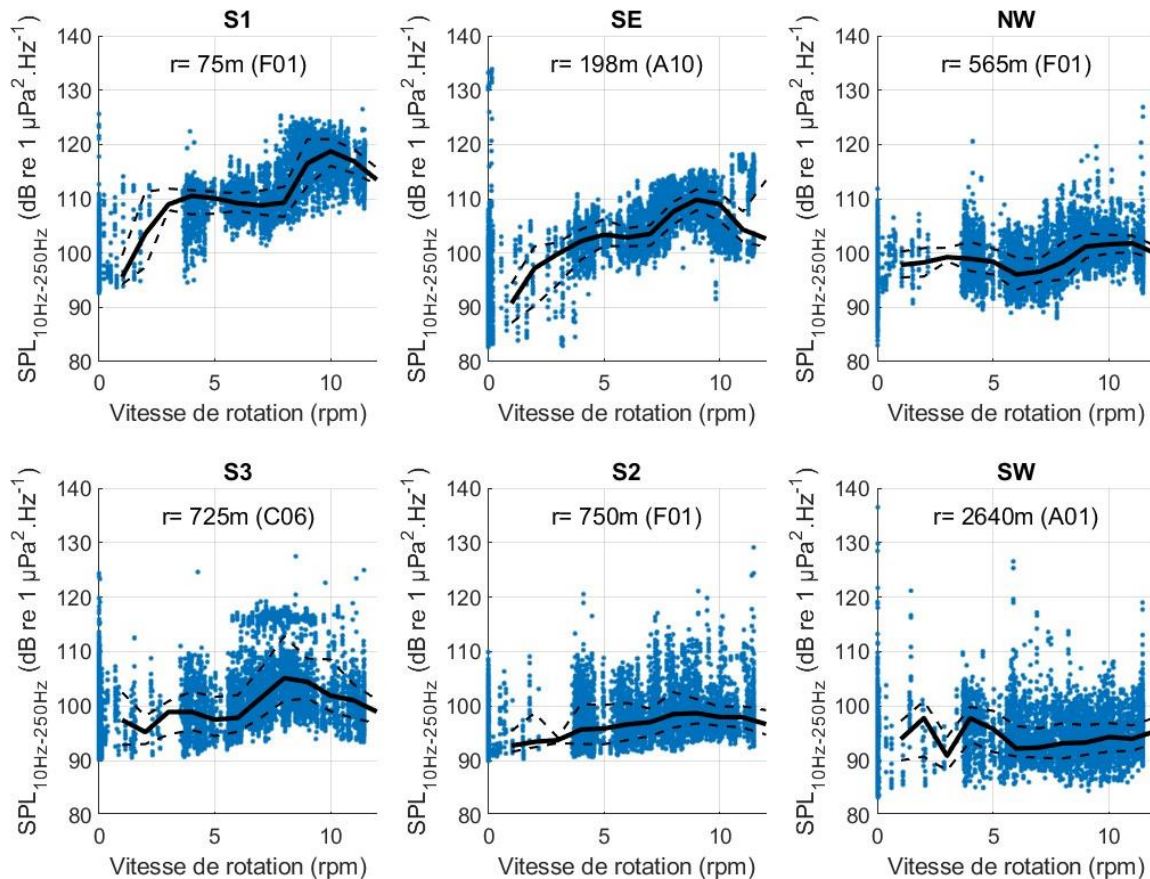 S1
r= 75m (F01)
SPL10Hz-250Hz (dB re 1 µPa².Hz⁻¹)
140
130
120
110
100
90
80
0 5 10
Vitesse de rotation (rpm)
SE
r= 198m (A10)
SPL10Hz-250Hz (dB re 1 µPa².Hz⁻¹)
140
130
120
110
100
90
80
0 5 10
Vitesse de rotation (rpm)
NW
r= 565m (F01)
SPL10Hz-250Hz (dB re 1 µPa².Hz⁻¹)
140
130
120
110
100
90
80
0 5 10
Vitesse de rotation (rpm)
S3
r= 725m (C06)
SPL10Hz-250Hz (dB re 1 µPa².Hz⁻¹)
140
130
120
110
100
90
80
0 5 10
Vitesse de rotation (rpm)
S2
r= 750m (F01)
SPL10Hz-250Hz (dB re 1 µPa².Hz⁻¹)
140
130
120
110
100
90
80
0 5 10
Vitesse de rotation (rpm)
SW
r= 2640m (A01)
SPL10Hz-250Hz (dB re 1 µPa².Hz⁻¹)
140
130
120
110
100
90
80
0 5 10
Vitesse de rotation (rpm)